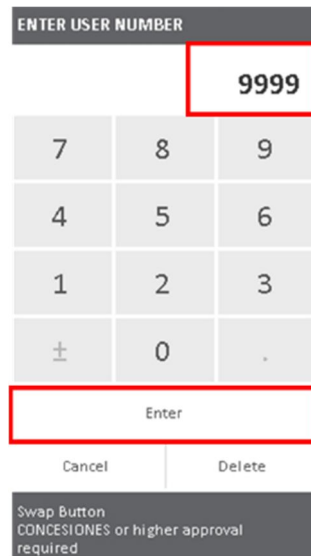 ENTER USER NUMBER
9999
7 8 9
4 5 6
1 2 3
± 0 .
Enter
Cancel Delete
Swap Button
CONCESIONES or higher approval
required